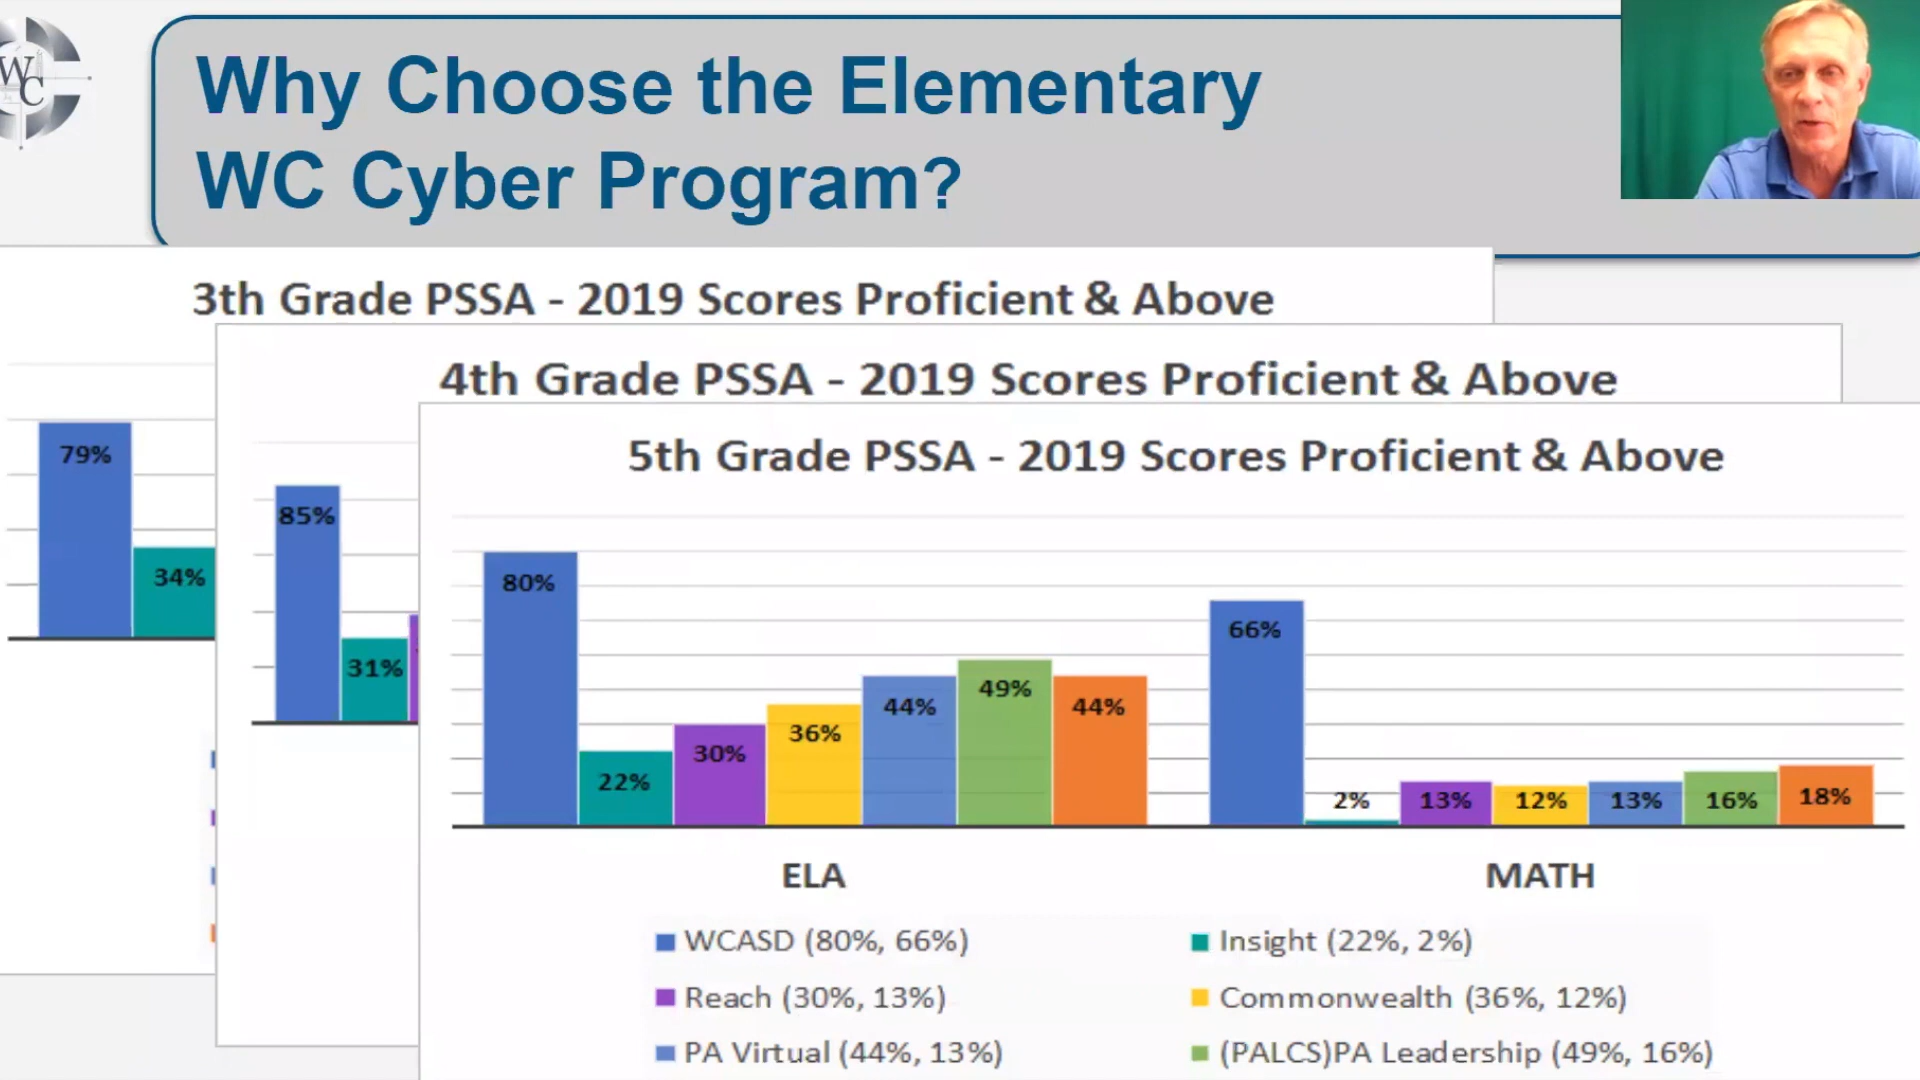 WC
Why Choose the Elementary
WC Cyber Program?
3th Grade PSSA - 2019 Scores Proficient & Above
79%
34%
4th Grade PSSA - 2019 Scores Proficient & Above
85%
31%
5th Grade PSSA - 2019 Scores Proficient & Above
80%
22%
30%
36%
44%
49%
44%
66%
2%
13%
12%
13%
16%
18%
ELA
MATH
WCASD (80%, 66%)
Insight (22%, 2%)
Reach (30%, 13%)
Commonwealth (36%, 12%)
PA Virtual (44%, 13%)
(PALCS)PA Leadership (49%, 16%)